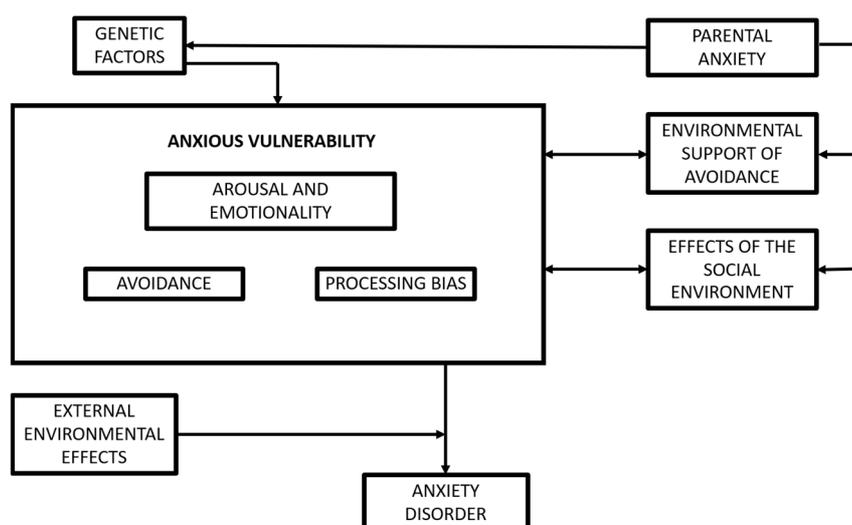 GENETIC
FACTORS
PARENTAL
ANXIETY
ANXIOUS VULNERABILITY
AROUSAL AND
EMOTIONALITY
AVOIDANCE
PROCESSING BIAS
ENVIRONMENTAL
SUPPORT OF
AVOIDANCE
EFFECTS OF THE
SOCIAL
ENVIRONMENT
EXTERNAL
ENVIRONMENTAL
EFFECTS
ANXIETY
DISORDER